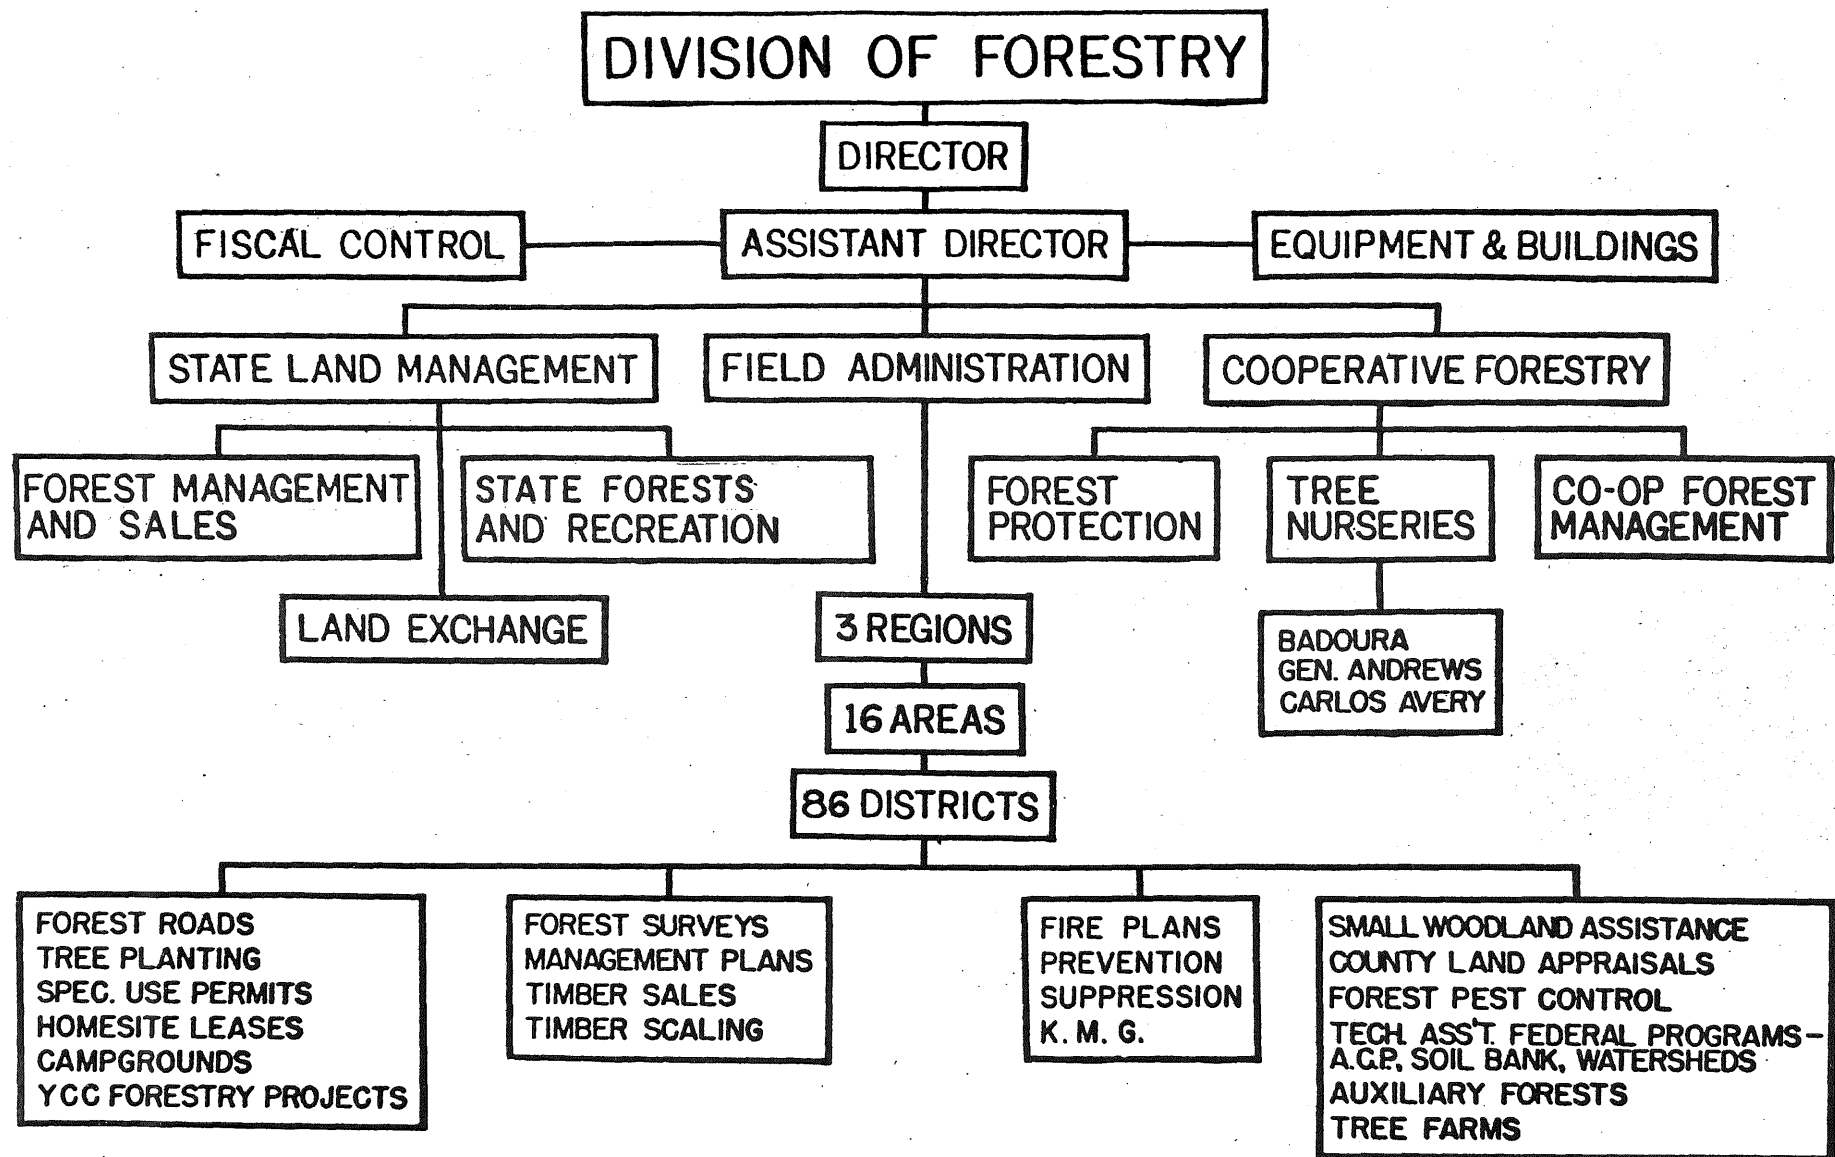 DIVISION OF FORESTRY
DIRECTOR
FISCAL CONTROL
ASSISTANT DIRECTOR
EQUIPMENT & BUILDINGS
STATE LAND MANAGEMENT
FIELD ADMINISTRATION
COOPERATIVE FORESTRY
FOREST MANAGEMENT
AND SALES
STATE FORESTS
AND RECREATION
FOREST
PROTECTION
TREE
NURSERIES
CO-OP FOREST
MANAGEMENT
LAND EXCHANGE
3 REGIONS
BADOURA
GEN. ANDREWS
CARLOS AVERY
16 AREAS
86 DISTRICTS
FOREST ROADS
TREE PLANTING
SPEC. USE PERMITS
HOMESITE LEASES
CAMPGROUNDS
YCC FORESTRY PROJECTS
FOREST SURVEYS
MANAGEMENT PLANS
TIMBER SALES
TIMBER SCALING
FIRE PLANS
PREVENTION
SUPPRESSION
K. M. G.
SMALL WOODLAND ASSISTANCE
COUNTY LAND APPRAISALS
FOREST PEST CONTROL
TECH. ASS'T. FEDERAL PROGRAMS-
A.C.P., SOIL BANK, WATERSHEDS
AUXILIARY FORESTS
TREE FARMS